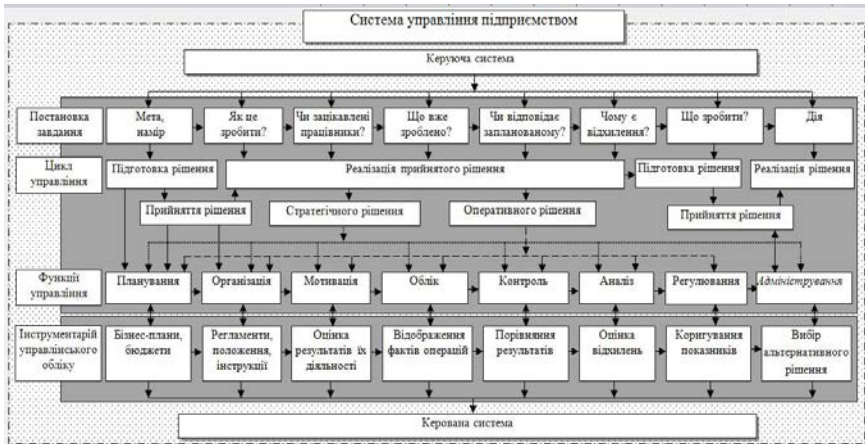 Система управління підприємством
Керуюча система
Постановка
завдання
Мета,
намір
Як це
зробити?
Чи зацікавлені
працівники?
Що вже
зроблено?
Чи відповідає
запланованому?
Чому є
відхилення?
Що зробити?
Дія
Цикл
управління
Підготовка рішення
Реалізація прийнятого рішення
Підготовка рішення
Реалізація рішення
Прийняття рішення
Стратегічного рішення
Оперативного рішення
Прийняття рішення
Функції
управління
Планування
Організація
Мотивація
Облік
Контроль
Аналіз
Регулювання
Адміністрування
Інструментарій
управлінського
обліку
Бізнес-плани,
бюджети
Регламенти,
положення,
інструкції
Оцінка
результатів їх
діяльності
Відображення
фактів операцій
Порівняння
результатів
Оцінка
відхилень
Коригування
показників
Вибір
альтернативного
рішення
Керована система